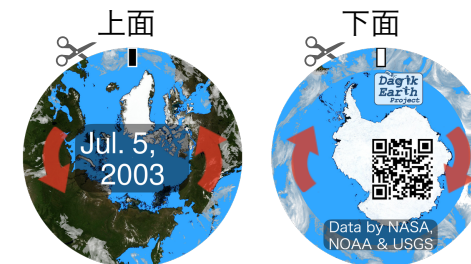 上面
下面
Jul. 5,
2003
Dagik
Earth
Project
Data by NASA,
NOAA & USGS